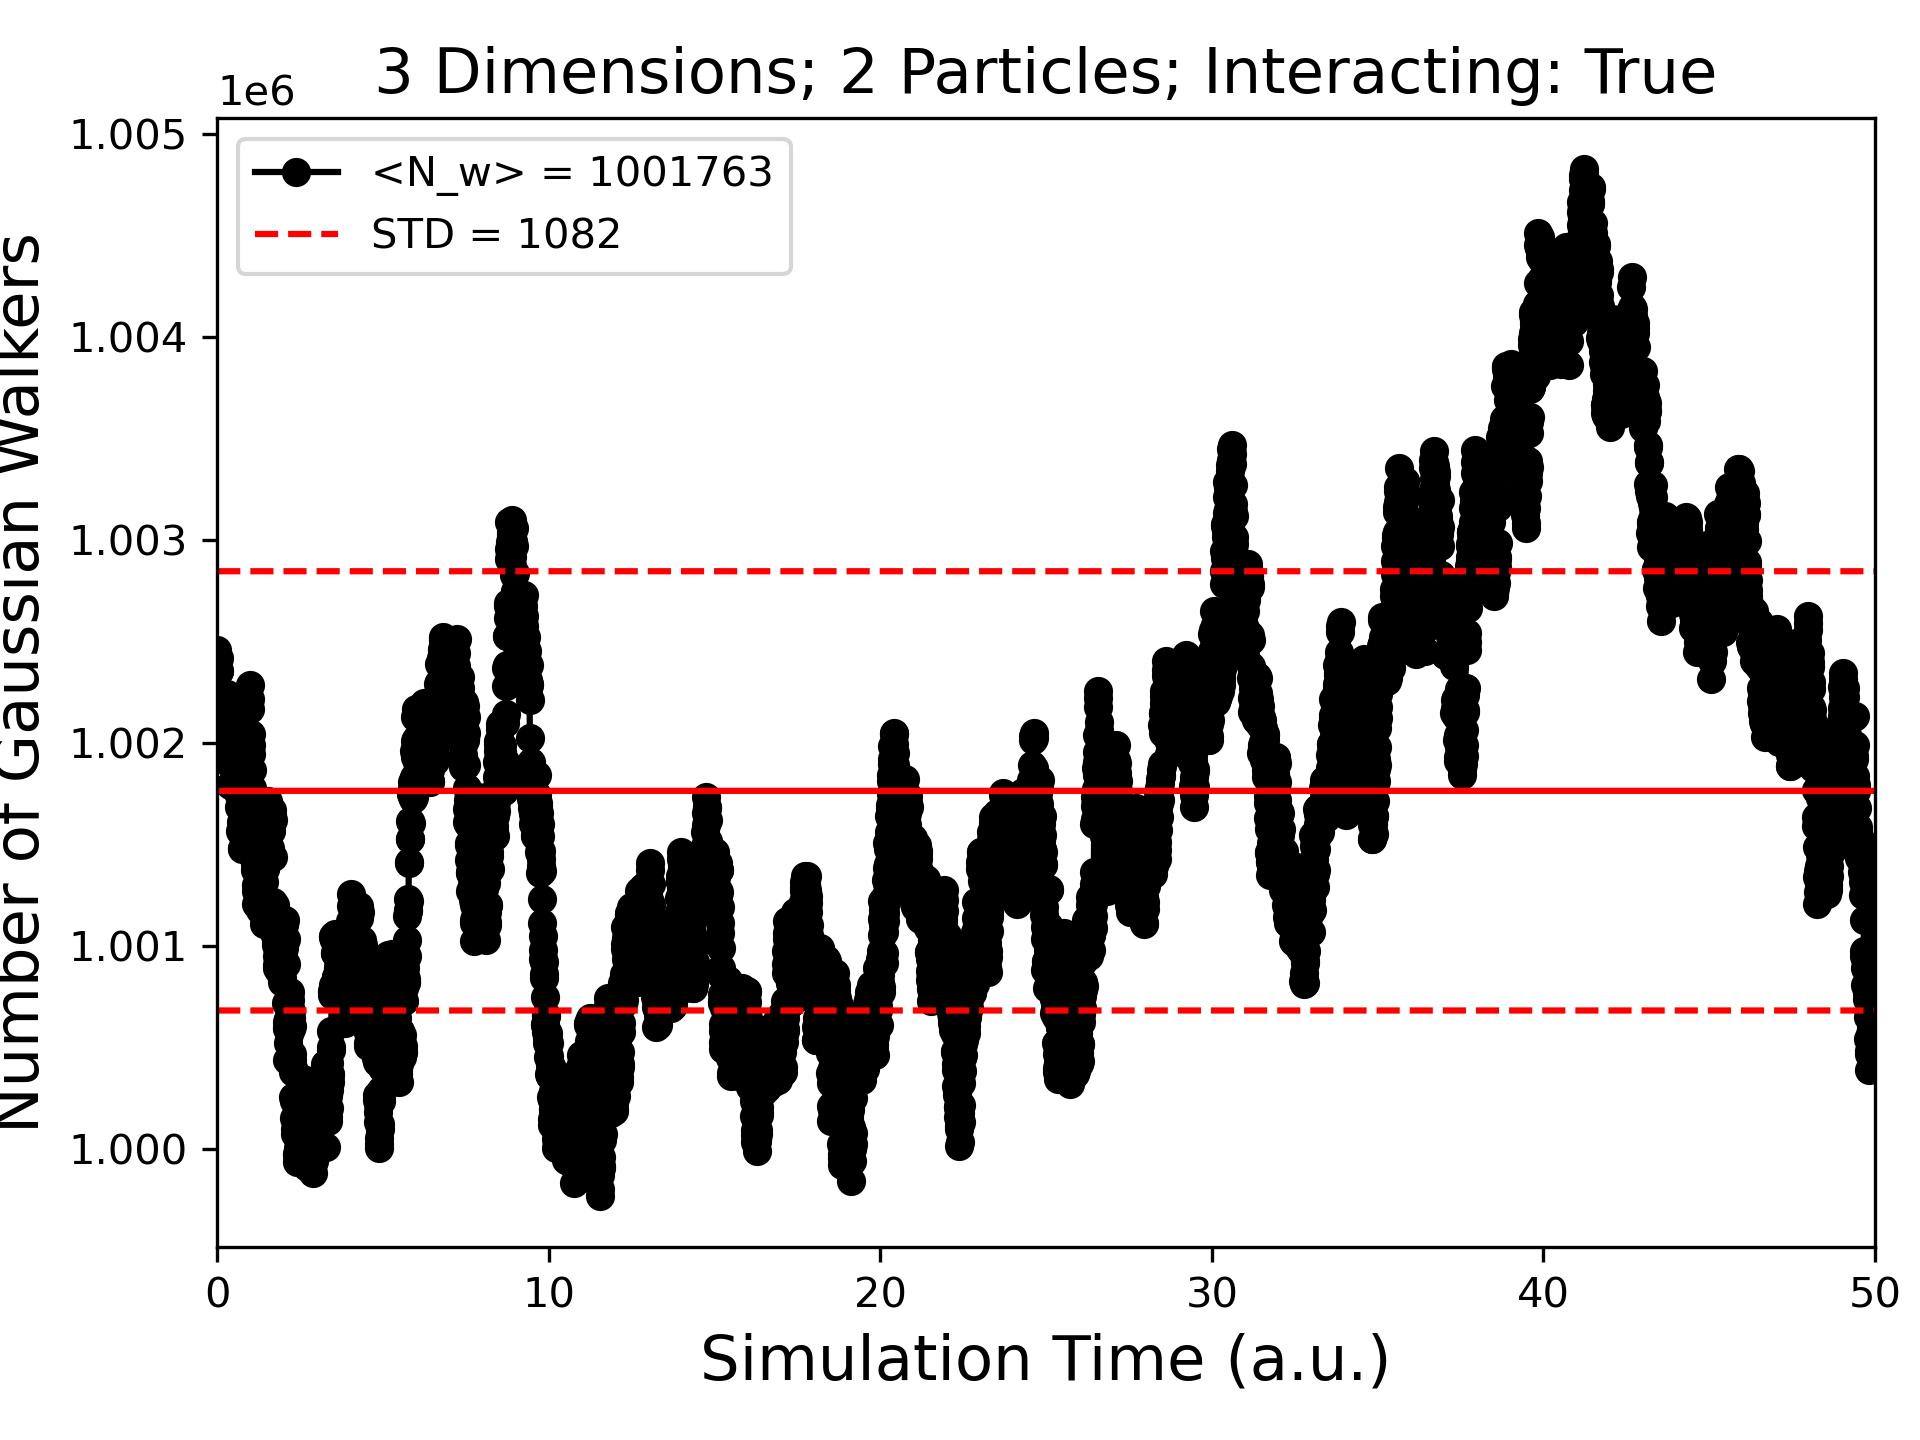 3 Dimensions; 2 Particles; Interacting: True
1e6
1.005
1.004
1.003
1.002
1.001
1.000
<N_w> = 1001763
STD = 1082
Number of Gaussian Walkers
0 10 20 30 40 50
Simulation Time (a.u.)